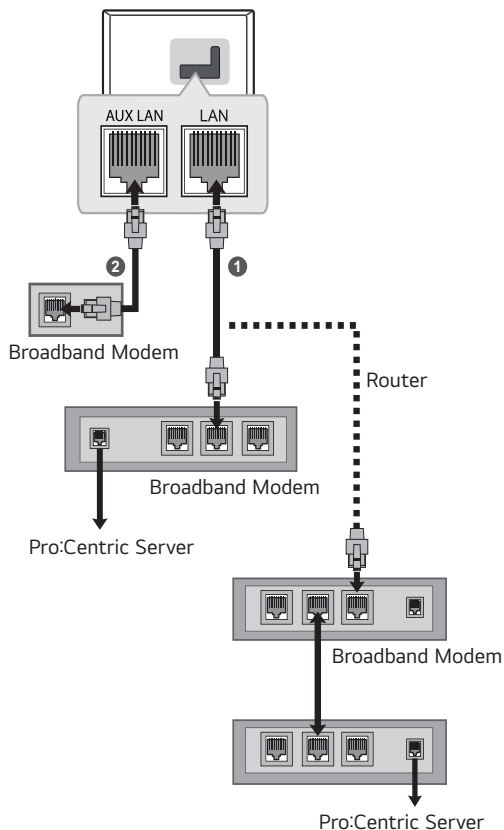 AUX LAN
LAN
2
1
Broadband Modem
Router
Broadband Modem
Pro:Centric Server
Broadband Modem
Pro:Centric Server